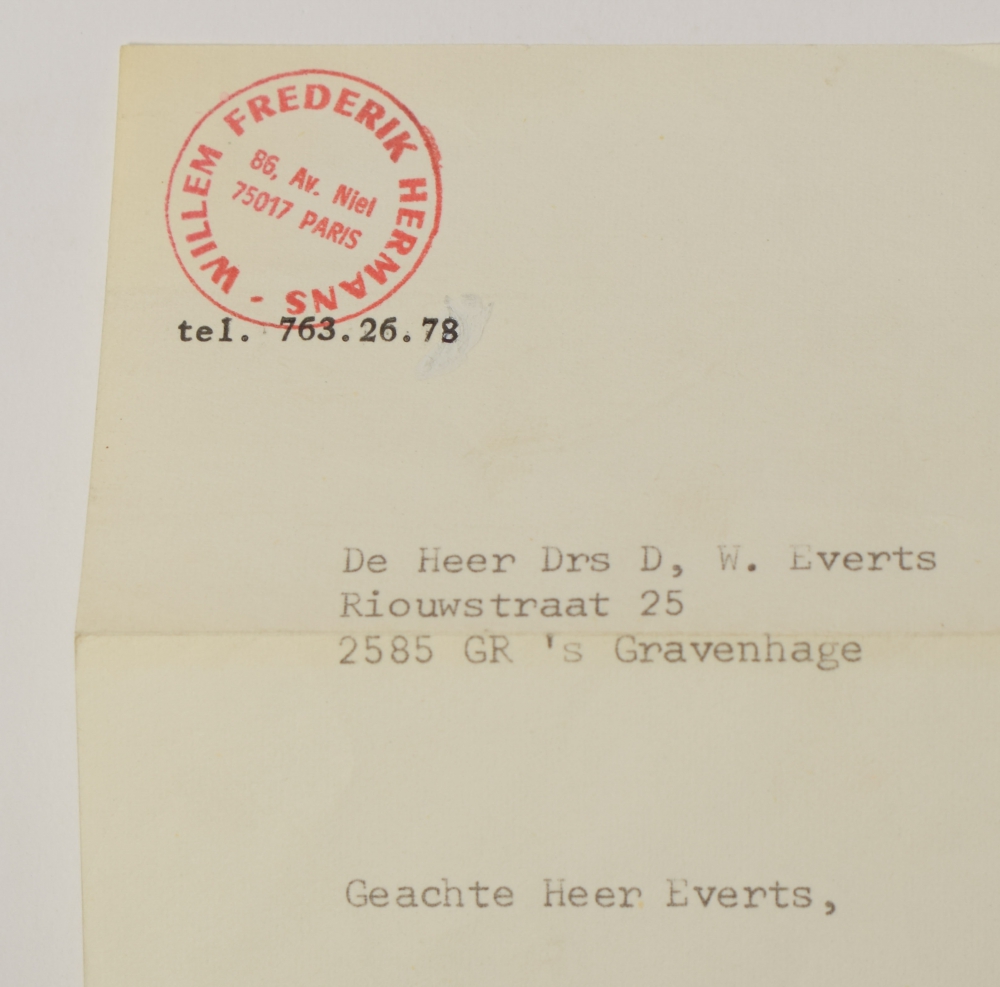 WILLEM FREDERIK HERMANS -
86, Av. Niel
75017 PARIS
tel. 763.26.78
De Heer Drs D, W. Everts
Riouwstraat 25
2585 GR 's Gravenhage
Geachte Heer Everts,